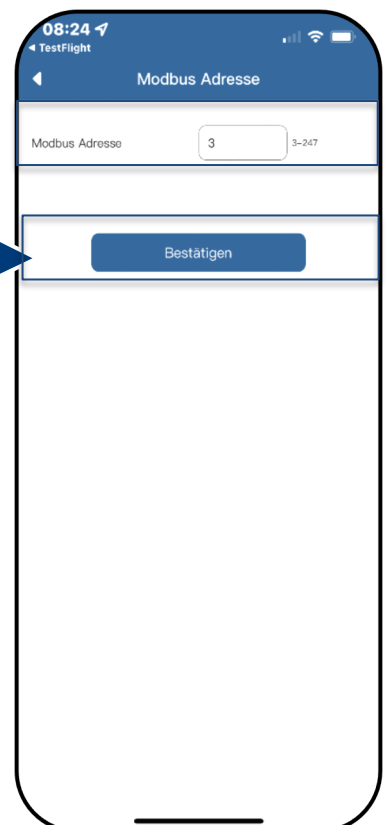 08:24
TestFlight
Modbus Adresse
Modbus Adresse 3 3-247
Bestätigen